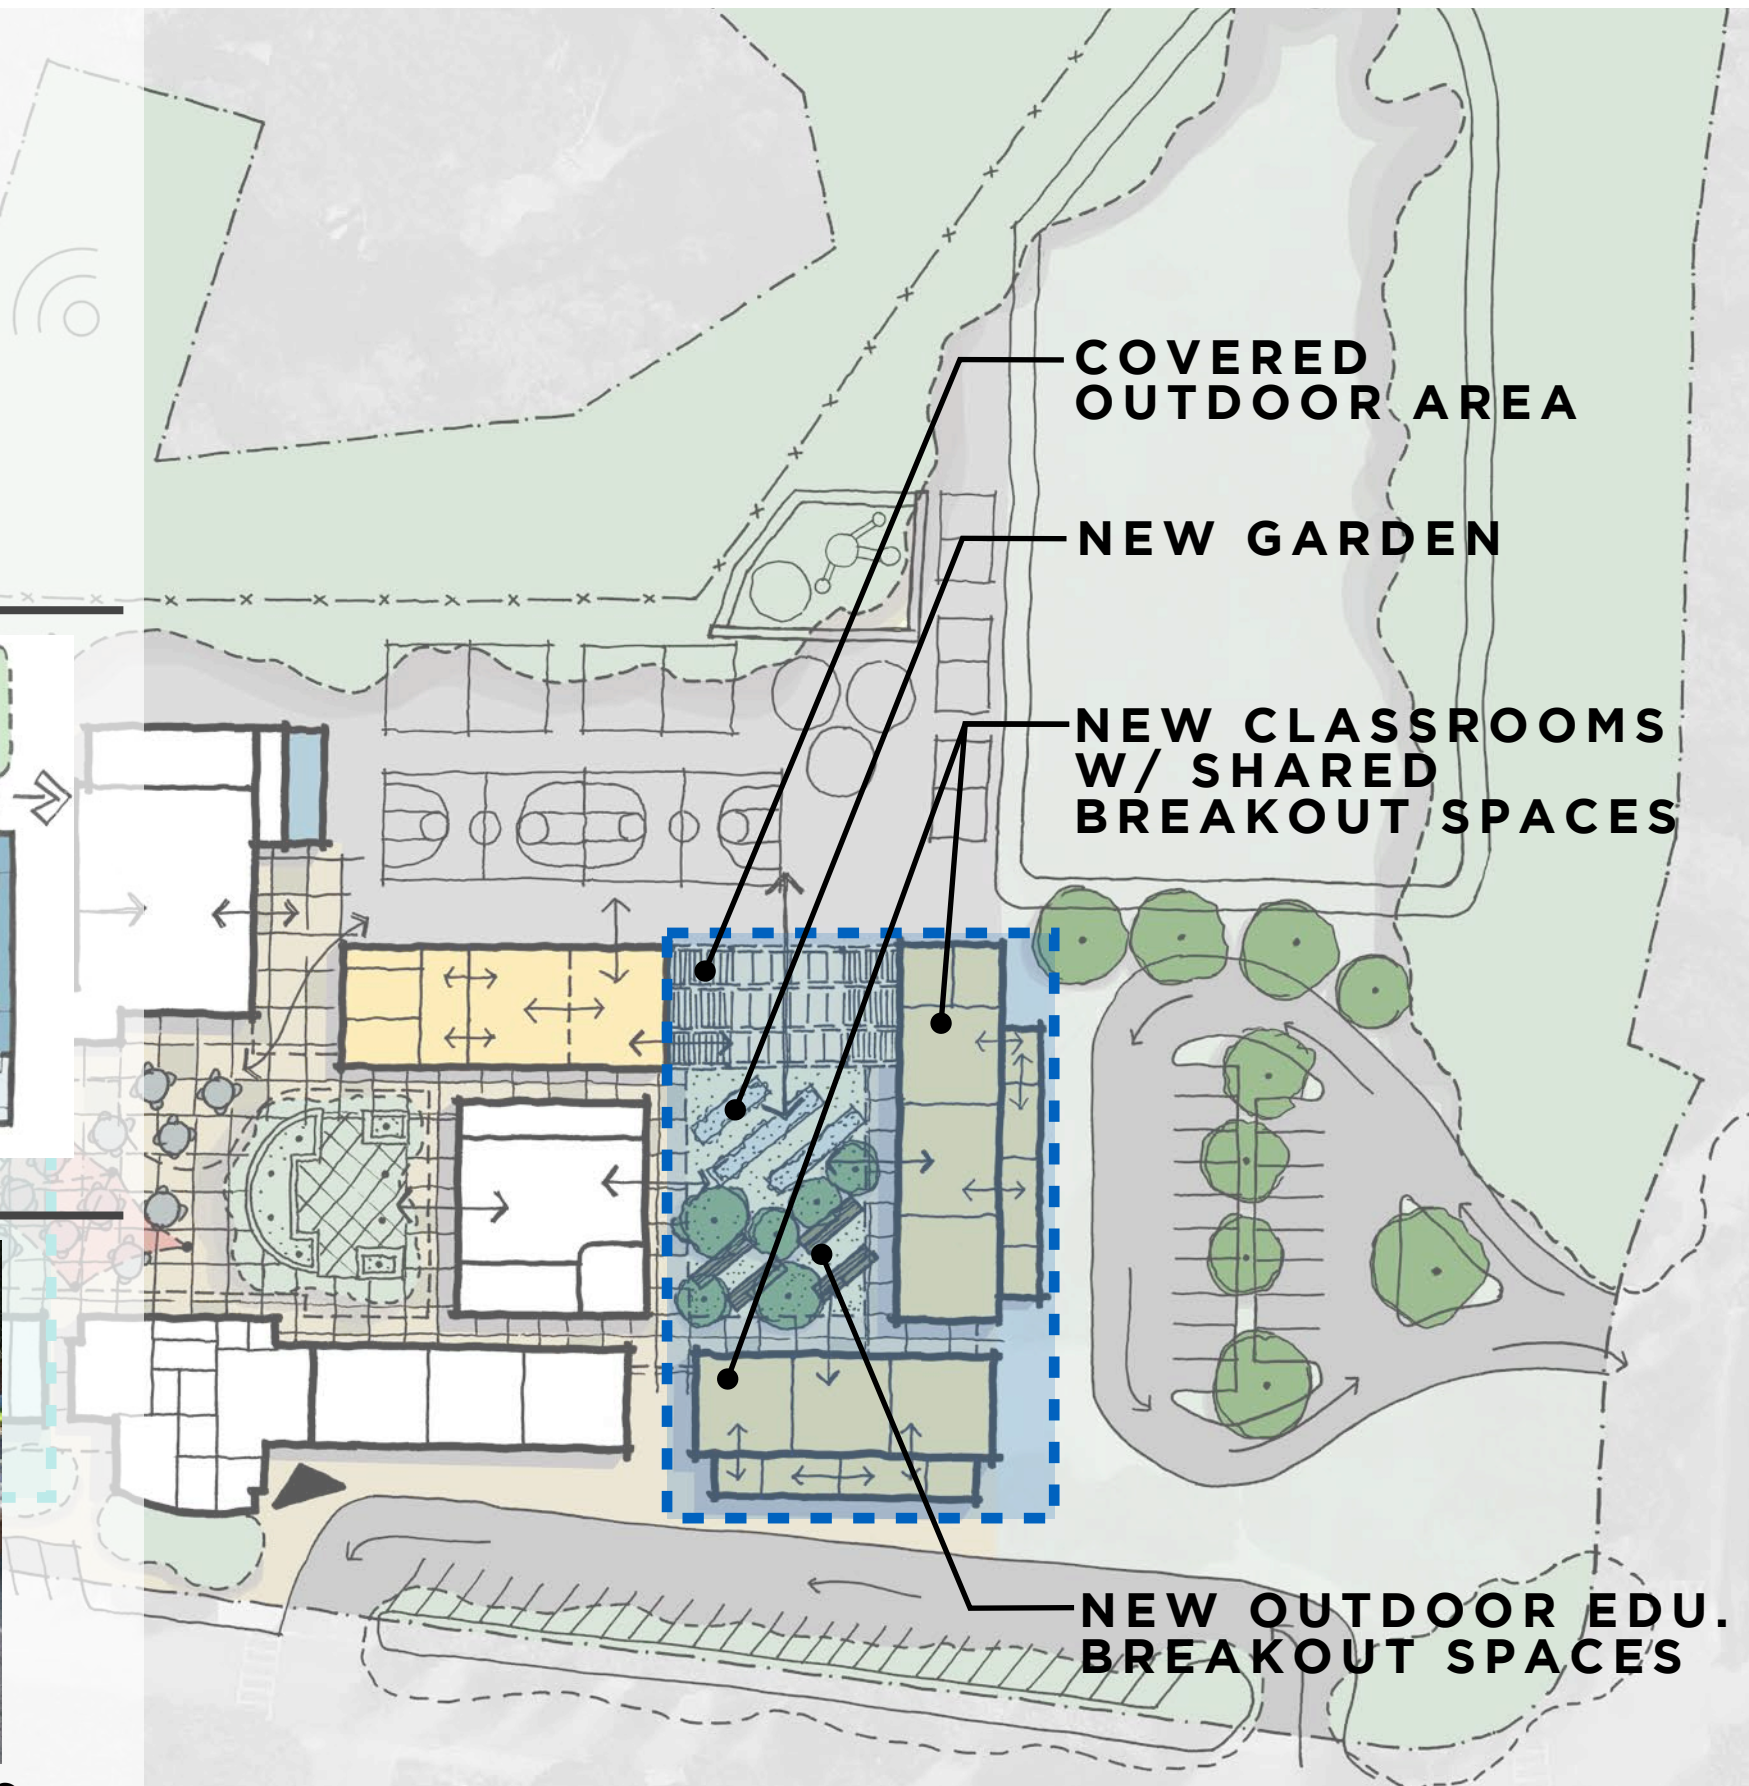 COVERED
OUTDOOR AREA
NEW GARDEN
NEW CLASSROOMS
W/ SHARED
BREAKOUT SPACES
NEW OUTDOOR EDU.
BREAKOUT SPACES